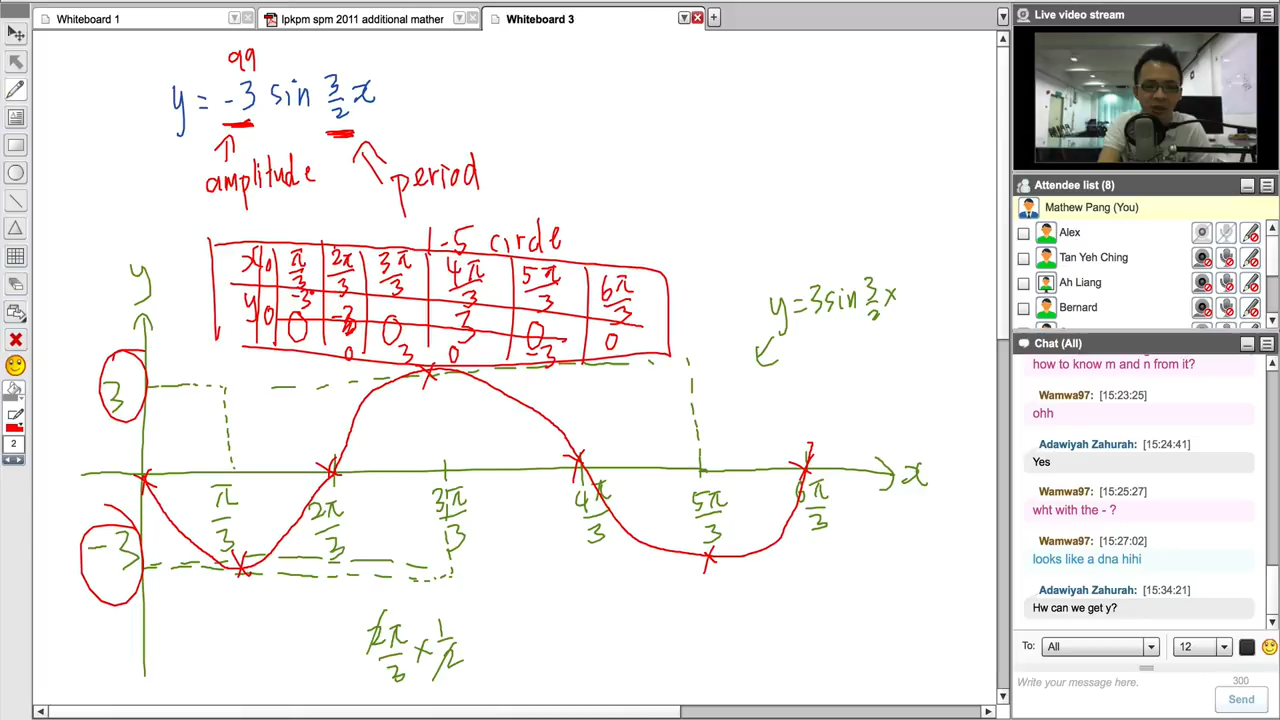 Whiteboard 1
lpkpm spm 2011 additional mather
Whiteboard 3
Live video stream
99
y = -3 sin 3/2 x
amplitude
period
1-5 circle
x 0 π/3 2π/3 3π/3 4π/3 5π/3 6π/3
y 0 0 0 3 0 0
-3 -3 0 3 0 -3
y = 3 sin 3/2 x
y
3
-3
π/3 2π/3 3π/3 4π/3 5π/3 6π/3
x
2π/3 × 1/2
2
Attendee list (8)
Mathew Pang (You)
Alex
Tan Yeh Ching
Ah Liang
Bernard
Chat (All)
how to know m and n from it?
Wamwa97: [15:23:25]
ohh
Adawiyah Zahurah: [15:24:41]
Yes
Wamwa97: [15:25:27]
wht with the - ?
Wamwa97: [15:27:02]
looks like a dna hihi
Adawiyah Zahurah: [15:34:21]
Hw can we get y?
To: All 12
Write your message here. 300
Send